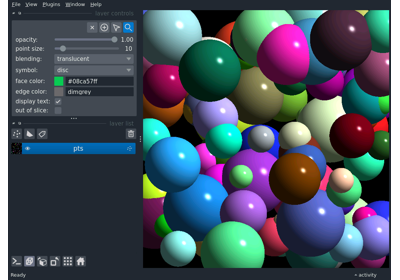 File View Plugins Window Help
layer controls
opacity: 1.00
point size: 10
blending: translucent
symbol: disc
face color: #08ca57ff
edge color: dimgrey
display text:
out of slice:
layer list
pts
Ready
activity